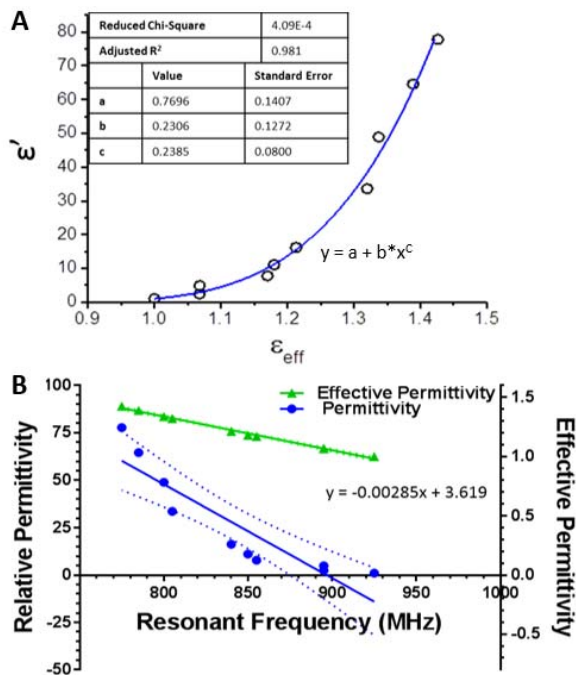 A
Reduced Chi-Square 4.09E-4
Adjusted R² 0.981
Value Standard Error
a 0.7696 0.1407
b 0.2306 0.1272
c 0.2385 0.0800
80
70
60
50
40
30
20
10
0
ε'
y = a + b*x^c
0.9 1.0 1.1 1.2 1.3 1.4 1.5
ε_eff
B
100
75
50
25
0
-25
-50
Relative Permittivity
Effective Permittivity
Permittivity
y = -0.00285x + 3.619
800 850 900 950 1000
Resonant Frequency (MHz)
1.5
1.0
0.5
0.0
-0.5
Effective Permittivity